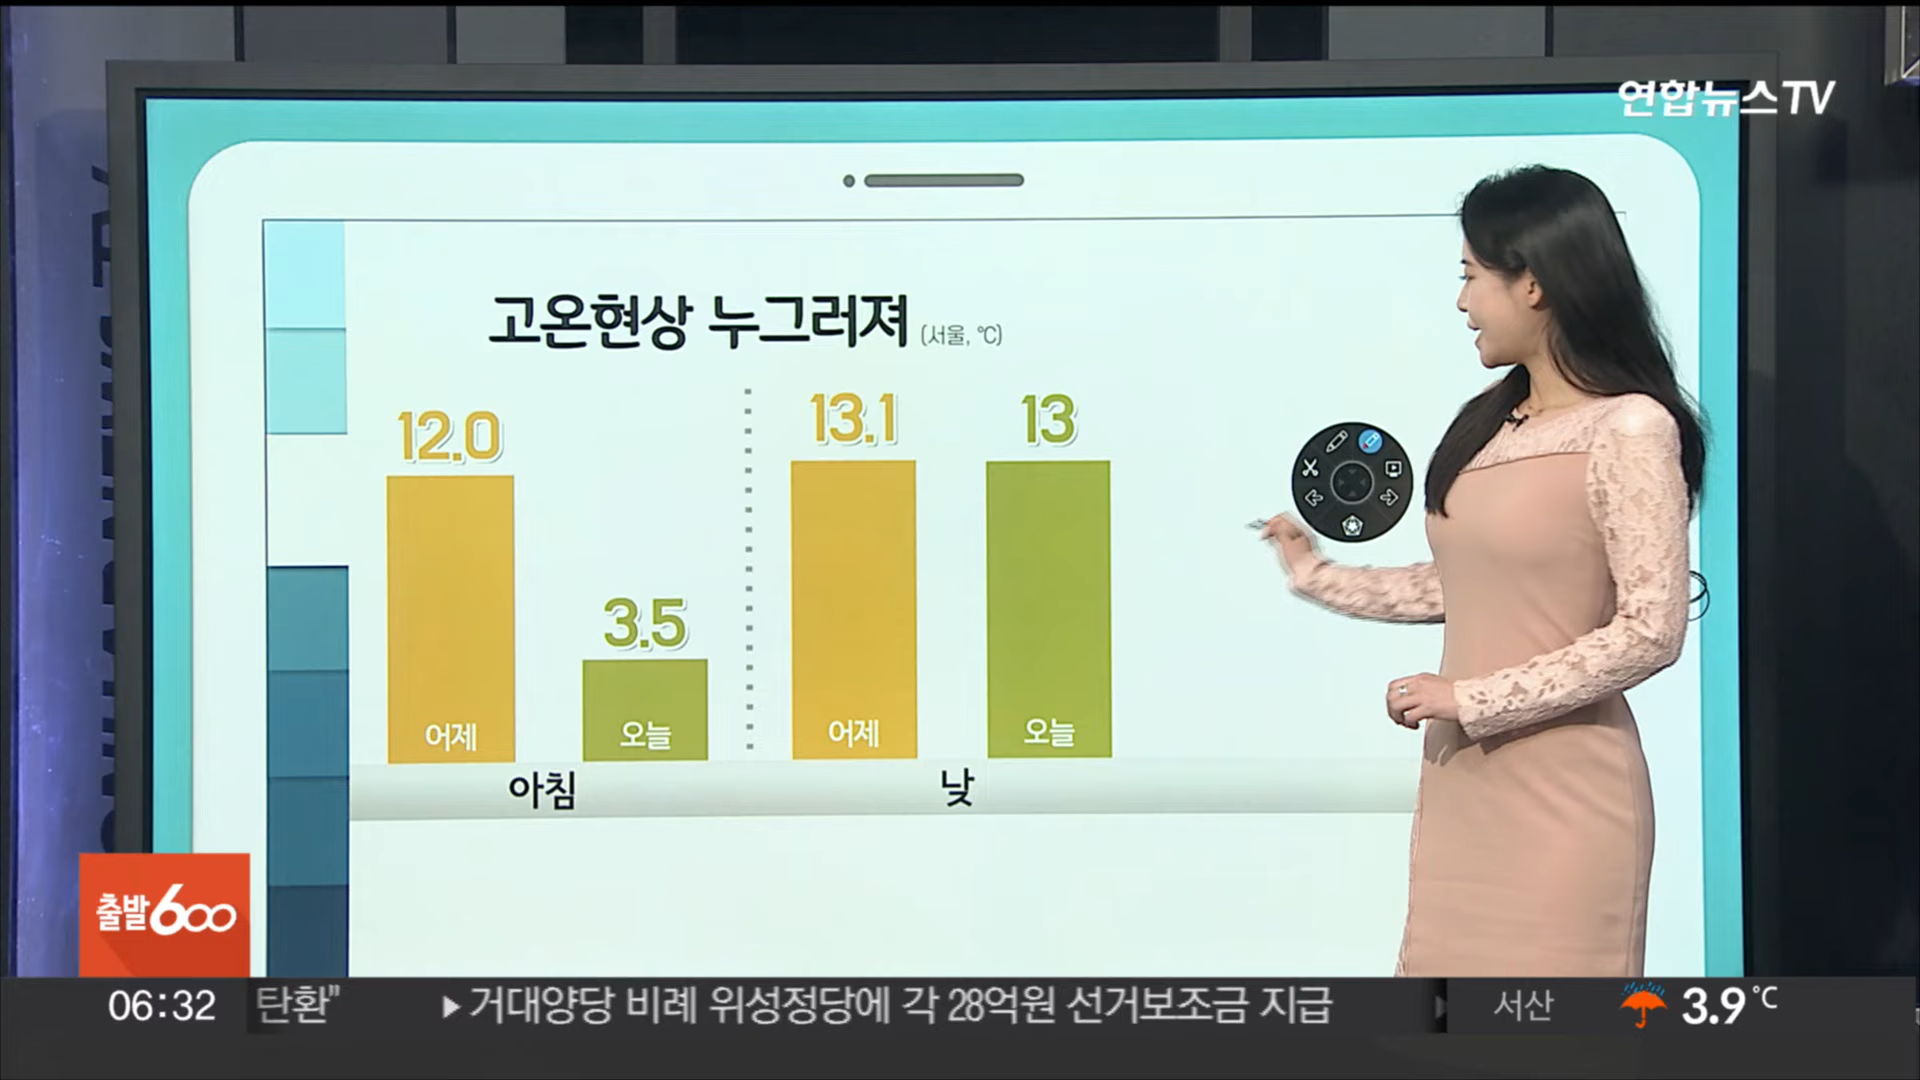 연합뉴스TV
고온현상 누그러져 (서울, ℃)
12.0
3.5
13.1
13
어제
오늘
어제
오늘
아침
낮
출발600
06:32
탄환"
▶거대양당 비례 위성정당에 각 28억원 선거보조금 지급
서산
3.9℃